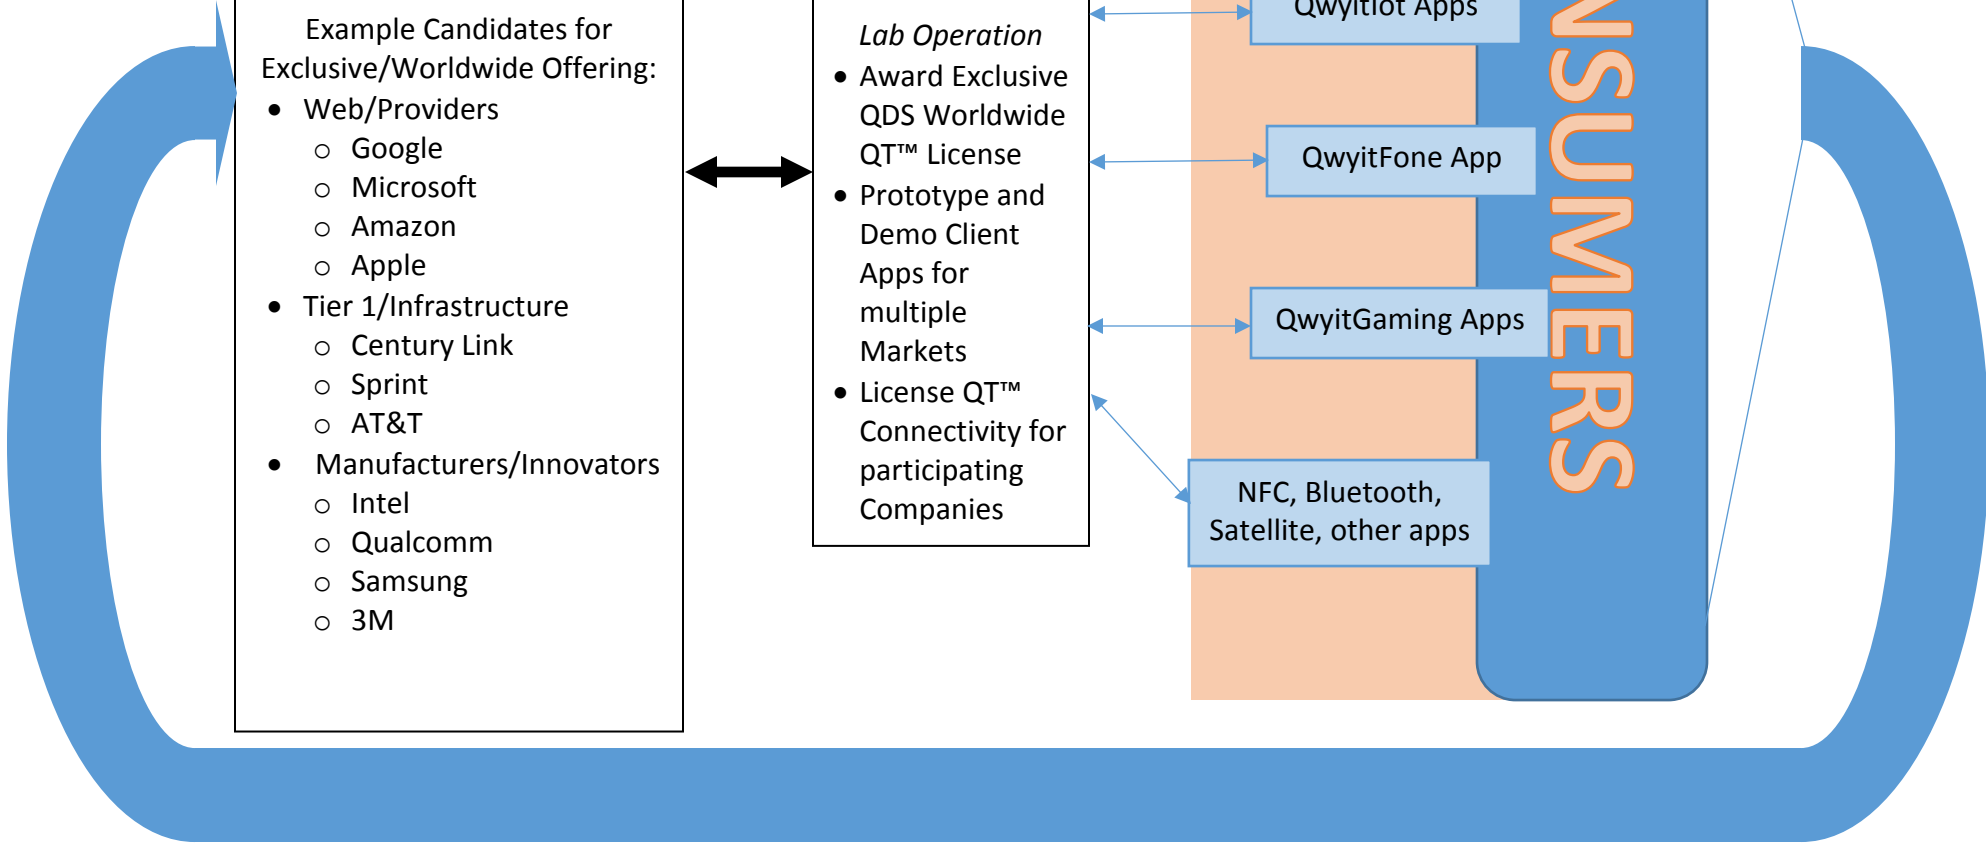 Example Candidates for
Exclusive/Worldwide Offering:
• Web/Providers
o Google
o Microsoft
o Amazon
o Apple
• Tier 1/Infrastructure
o Century Link
o Sprint
o AT&T
• Manufacturers/Innovators
o Intel
o Qualcomm
o Samsung
o 3M
Lab Operation
• Award Exclusive
QDS Worldwide
QT™ License
• Prototype and
Demo Client
Apps for
multiple
Markets
• License QT™
Connectivity for
participating
Companies
QwyitIot Apps
QwyitFone App
QwyitGaming Apps
NFC, Bluetooth,
Satellite, other apps
NSUMERS